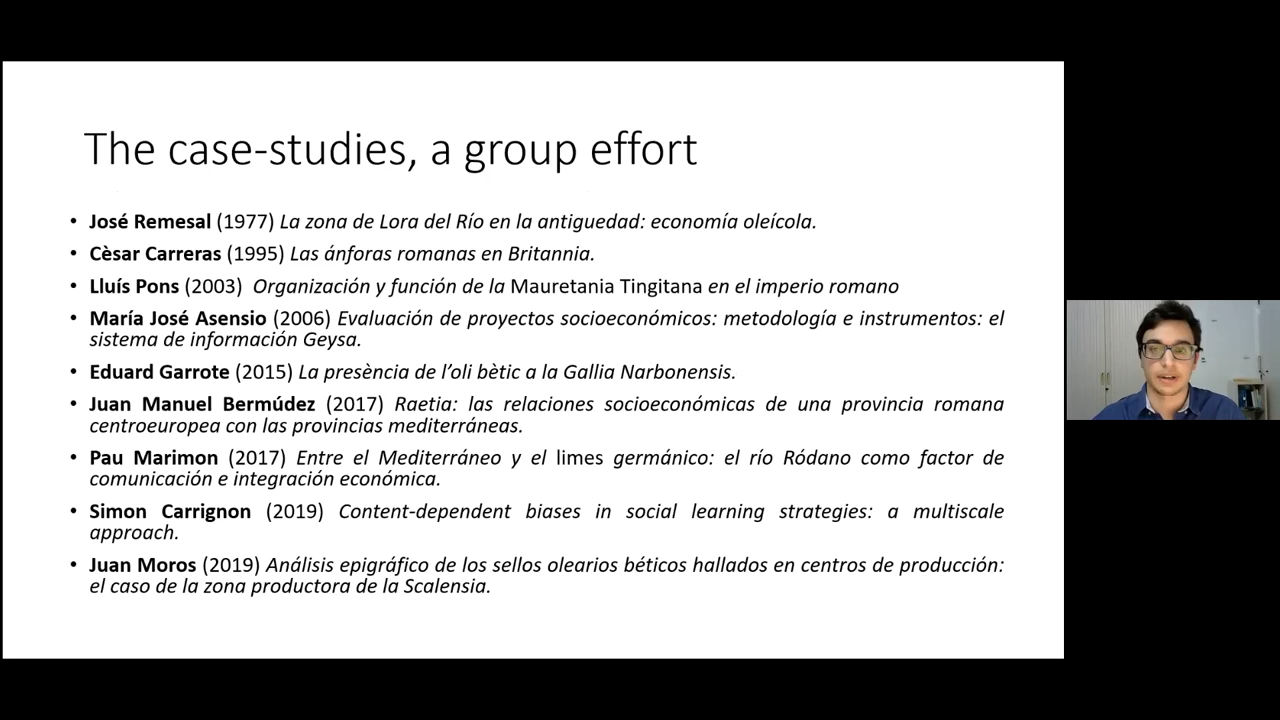 The case-studies, a group effort
• José Remesal (1977) La zona de Lora del Río en la antiguedad: economía oleícola.
• Cèsar Carreras (1995) Las ánforas romanas en Britannia.
• Lluís Pons (2003) Organización y función de la Mauretania Tingitana en el imperio romano
• María José Asensio (2006) Evaluación de proyectos socioeconómicos: metodología e instrumentos: el
sistema de información Geysa.
• Eduard Garrote (2015) La presència de l’oli bètic a la Gallia Narbonensis.
• Juan Manuel Bermúdez (2017) Raetia: las relaciones socioeconómicas de una provincia romana
centroeuropea con las provincias mediterráneas.
• Pau Marimon (2017) Entre el Mediterráneo y el limes germánico: el río Ródano como factor de
comunicación e integración económica.
• Simon Carrignon (2019) Content-dependent biases in social learning strategies: a multiscale
approach.
• Juan Moros (2019) Análisis epigráfico de los sellos olearios béticos hallados en centros de producción:
el caso de la zona productora de la Scalensia.